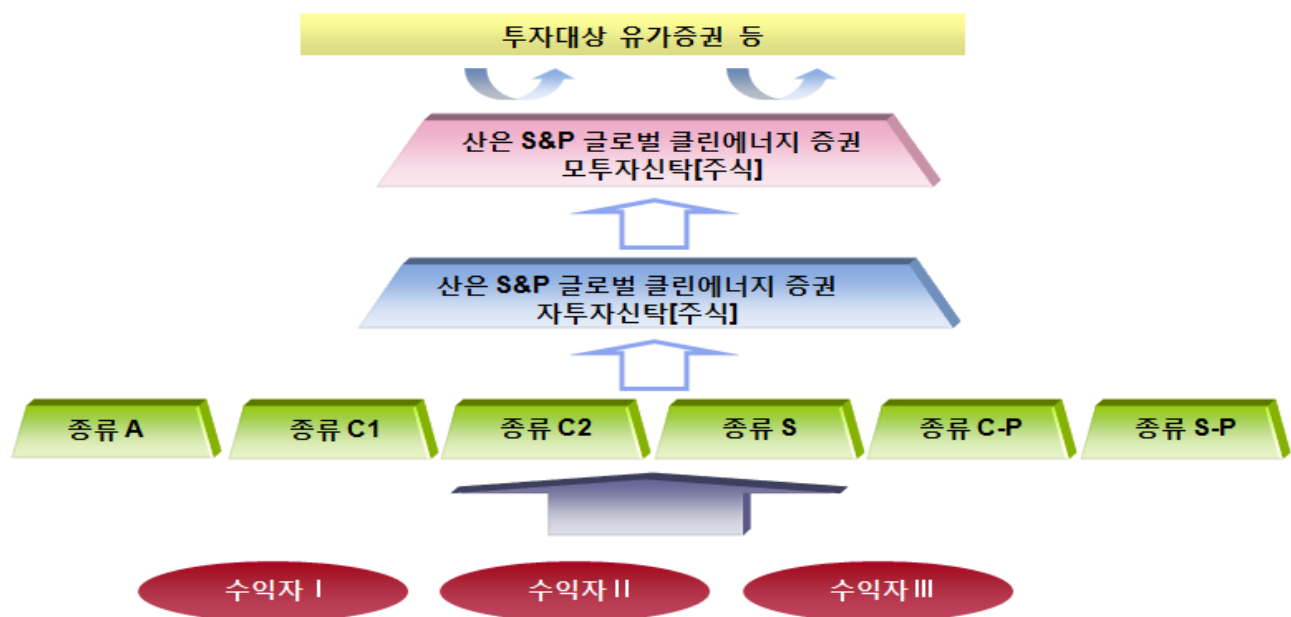 투자대상 유가증권 등
산은 S&P 글로벌 클린에너지 증권
모투자신탁[주식]
산은 S&P 글로벌 클린에너지 증권
자투자신탁[주식]
종류 A
종류 C1
종류 C2
종류 S
종류 C-P
종류 S-P
수익자 Ⅰ
수익자 Ⅱ
수익자 Ⅲ